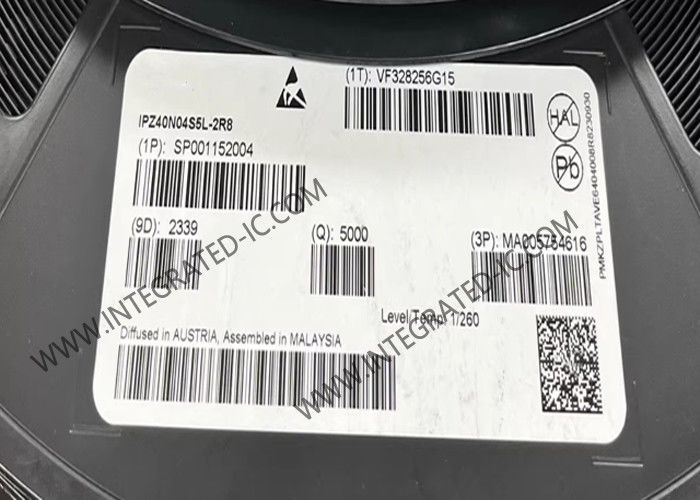 (1T): VF328256G15
IPZ40N04S5L-2R8
(1P): SP001152004
HAL
Pb
(9D): 2339
(Q): 5000
(3P): MA005754616
Level/Temp: 1/260
Diffused in AUSTRIA, Assembled in MALAYSIA
PMKZPLTAVE6404008R8230930
WWW.INTEGRATED-IC.COM
WWW.INTEGRATED-IC.COM